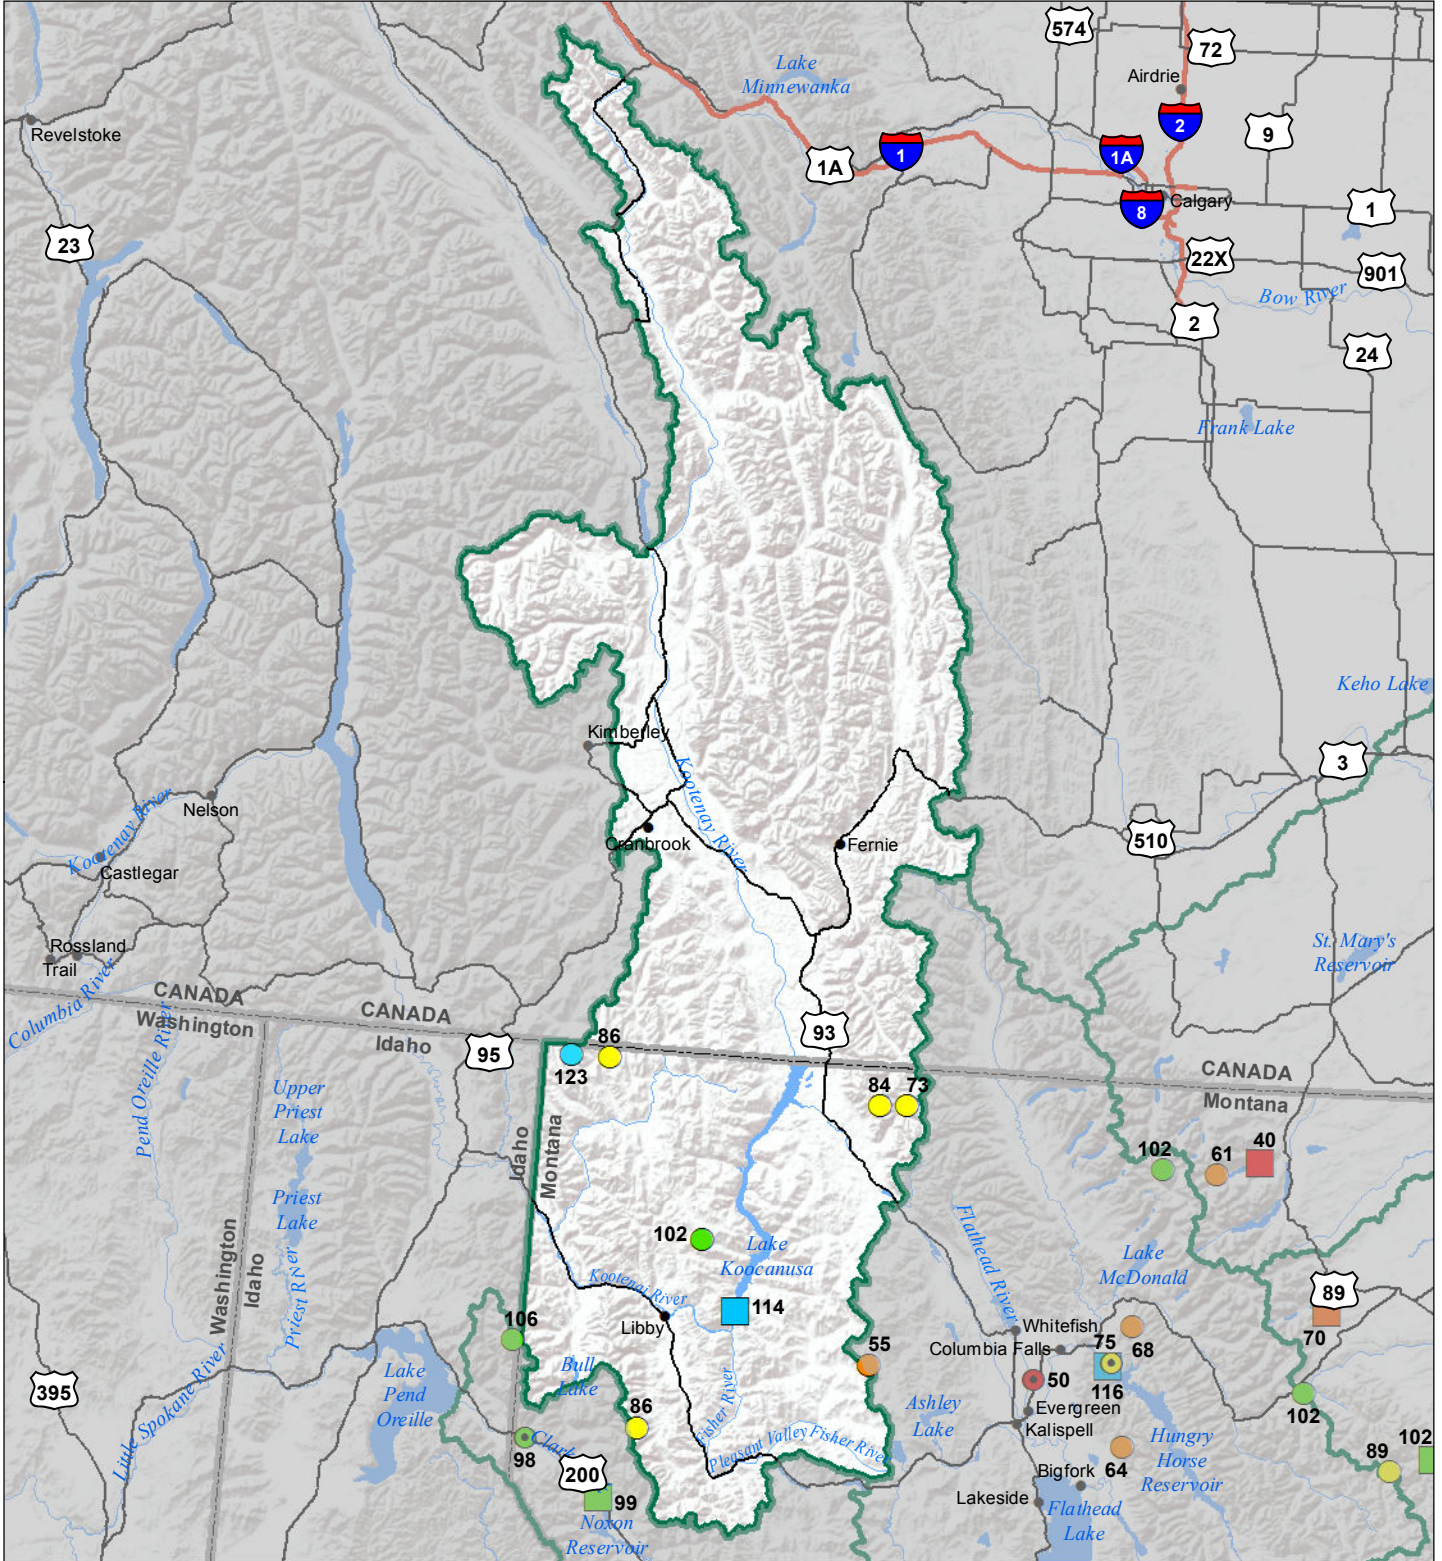 574
72
Lake
Minnewanka
Airdrie
2
9
Revelstoke
1
1A
1A
8
Calgary
1
23
22X
901
Bow River
2
24
Frank Lake
Keho Lake
Kimberley
3
Kootenay River
Nelson
Kootenay River
Cranbrook
Fernie
510
Castlegar
Rossland
Trail
St. Mary's
Reservoir
Columbia River
CANADA
Washington
CANADA
Idaho
95
93
86
123
84
73
CANADA
Montana
Pend Oreille River
Upper
Priest
Lake
Idaho
Montana
102
61
40
Priest
Lake
Washington
Idaho
Priest River
102
Lake
Koocanusa
Flathead River
Lake
McDonald
Kootenai River
114
89
70
106
Libby
Whitefish
Columbia Falls
68
75
116
55
50
Bull
Lake
Lake
Pend
Oreille
395
Little Spokane River
Fisher River
Ashley
Lake
Evergreen
Kalispell
102
86
98
Clark
Pleasant Valley Fisher River
Hungry
Horse
Reservoir
102
89
200
99
Noxon
Reservoir
Bigfork
64
Lakeside
Flathead
Lake